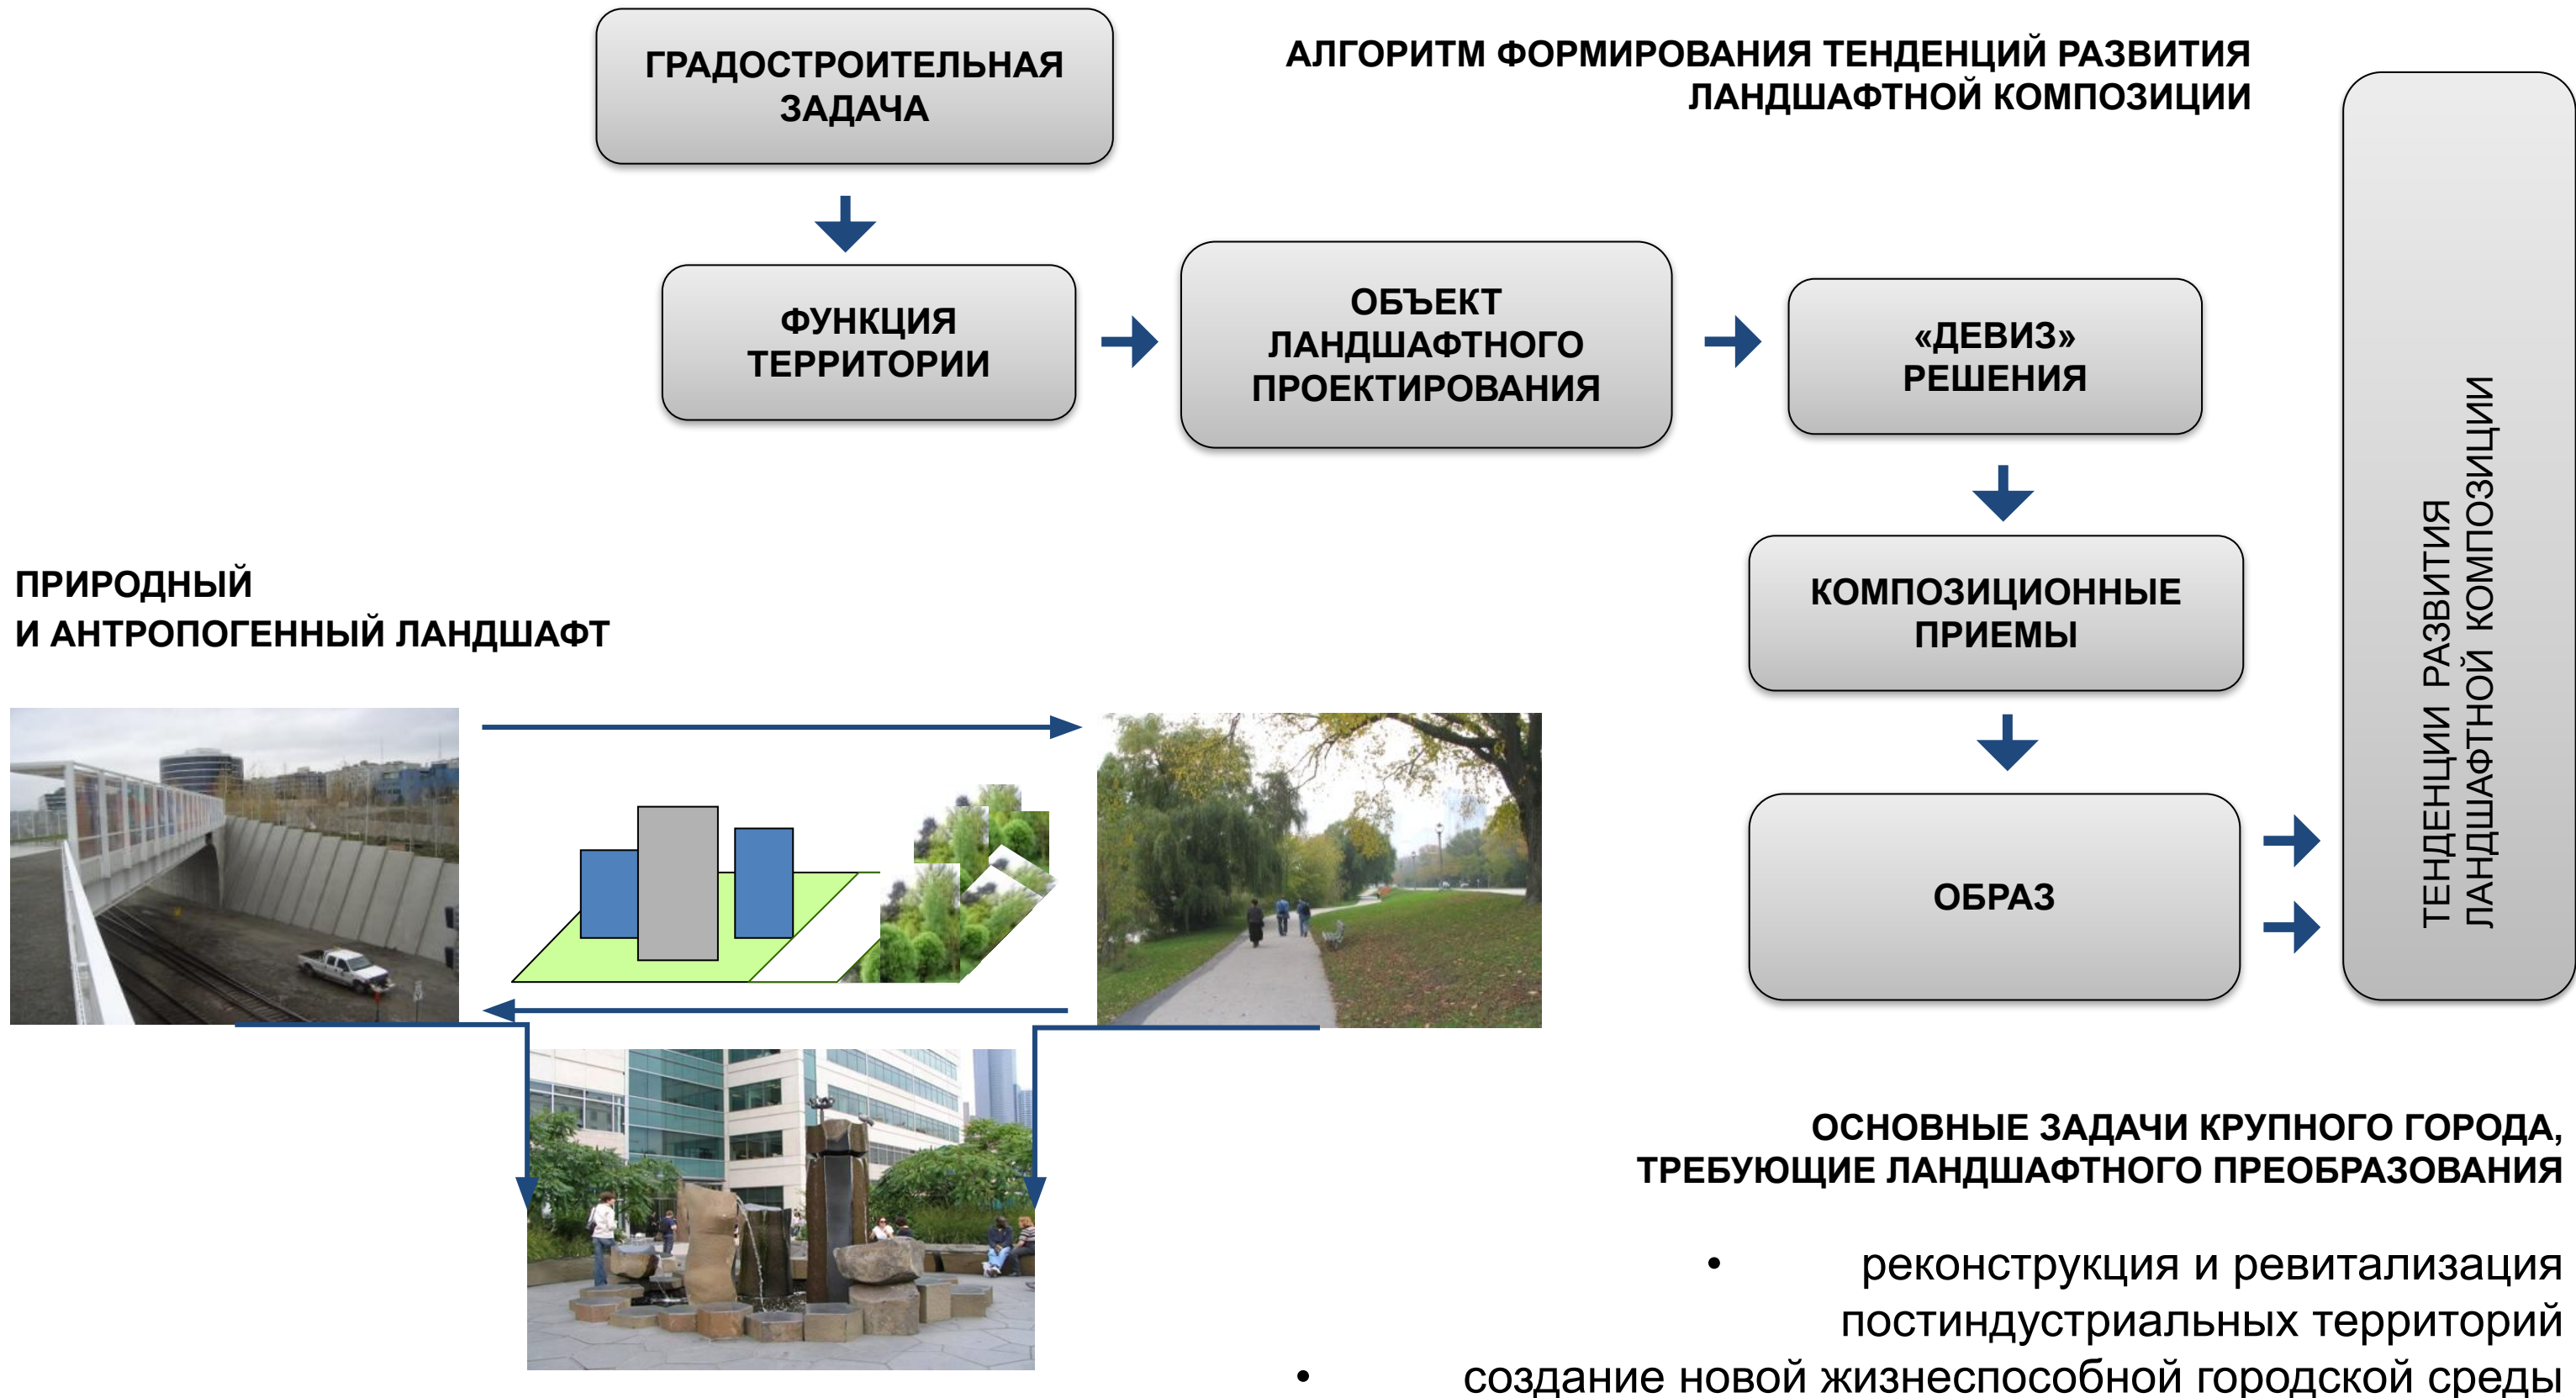 ГРАДОСТРОИТЕЛЬНАЯ
ЗАДАЧА
АЛГОРИТМ ФОРМИРОВАНИЯ ТЕНДЕНЦИЙ РАЗВИТИЯ
ЛАНДШАФТНОЙ КОМПОЗИЦИИ
ФУНКЦИЯ
ТЕРРИТОРИИ
ОБЪЕКТ
ЛАНДШАФТНОГО
ПРОЕКТИРОВАНИЯ
«ДЕВИЗ»
РЕШЕНИЯ
КОМПОЗИЦИОННЫЕ
ПРИЕМЫ
ОБРАЗ
ТЕНДЕНЦИИ РАЗВИТИЯ
ЛАНДШАФТНОЙ КОМПОЗИЦИИ
ПРИРОДНЫЙ
И АНТРОПОГЕННЫЙ ЛАНДШАФТ
ОСНОВНЫЕ ЗАДАЧИ КРУПНОГО ГОРОДА,
ТРЕБУЮЩИЕ ЛАНДШАФТНОГО ПРЕОБРАЗОВАНИЯ
• реконструкция и ревитализация
постиндустриальных территорий
• создание новой жизнеспособной городской среды